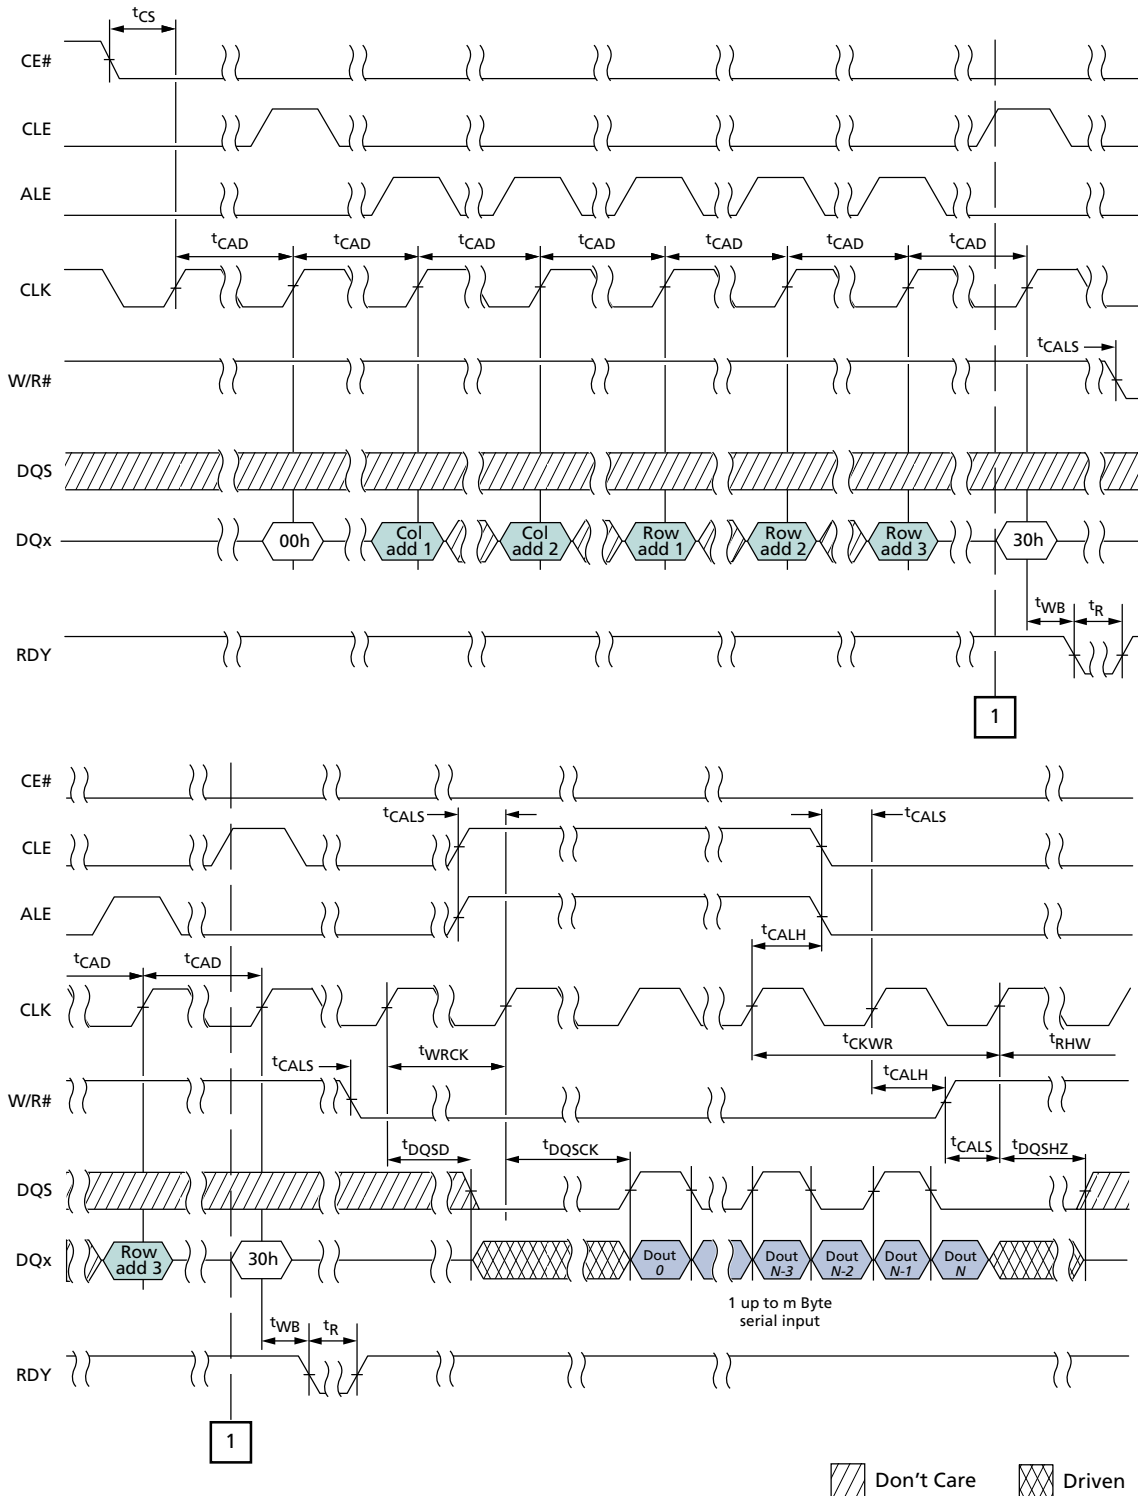 tCS
CE#
CLE
ALE
tCAD tCAD tCAD tCAD tCAD tCAD tCAD
CLK
tCALS
W/R#
DQS
DQx
00h
Col add 1
Col add 2
Row add 1
Row add 2
Row add 3
30h
tWB tR
RDY
1
CE#
tCALS tCALS
CLE
ALE
tCALH
tCAD tCAD
CLK
tCALS tWRCK tCKWR tRHW
tCALH
W/R#
tDQSD tDQSCK tCALS tDQSHZ
DQS
DQx
Row add 3
30h
Dout 0
Dout N-3
Dout N-2
Dout N-1
Dout N
1 up to m Byte
serial input
tWB tR
RDY
1
Don't Care Driven